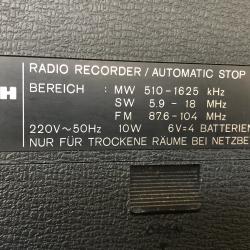 RADIO RECORDER / AUTOMATIC STOP
H BEREICH : MW 510-1625 kHz
SW 5.9 - 18 MHz
FM 87.6-104 MHz
220V~50Hz 10W 6V=4 BATTERIEN
NUR FÜR TROCKENE RÄUME BEI NETZBE